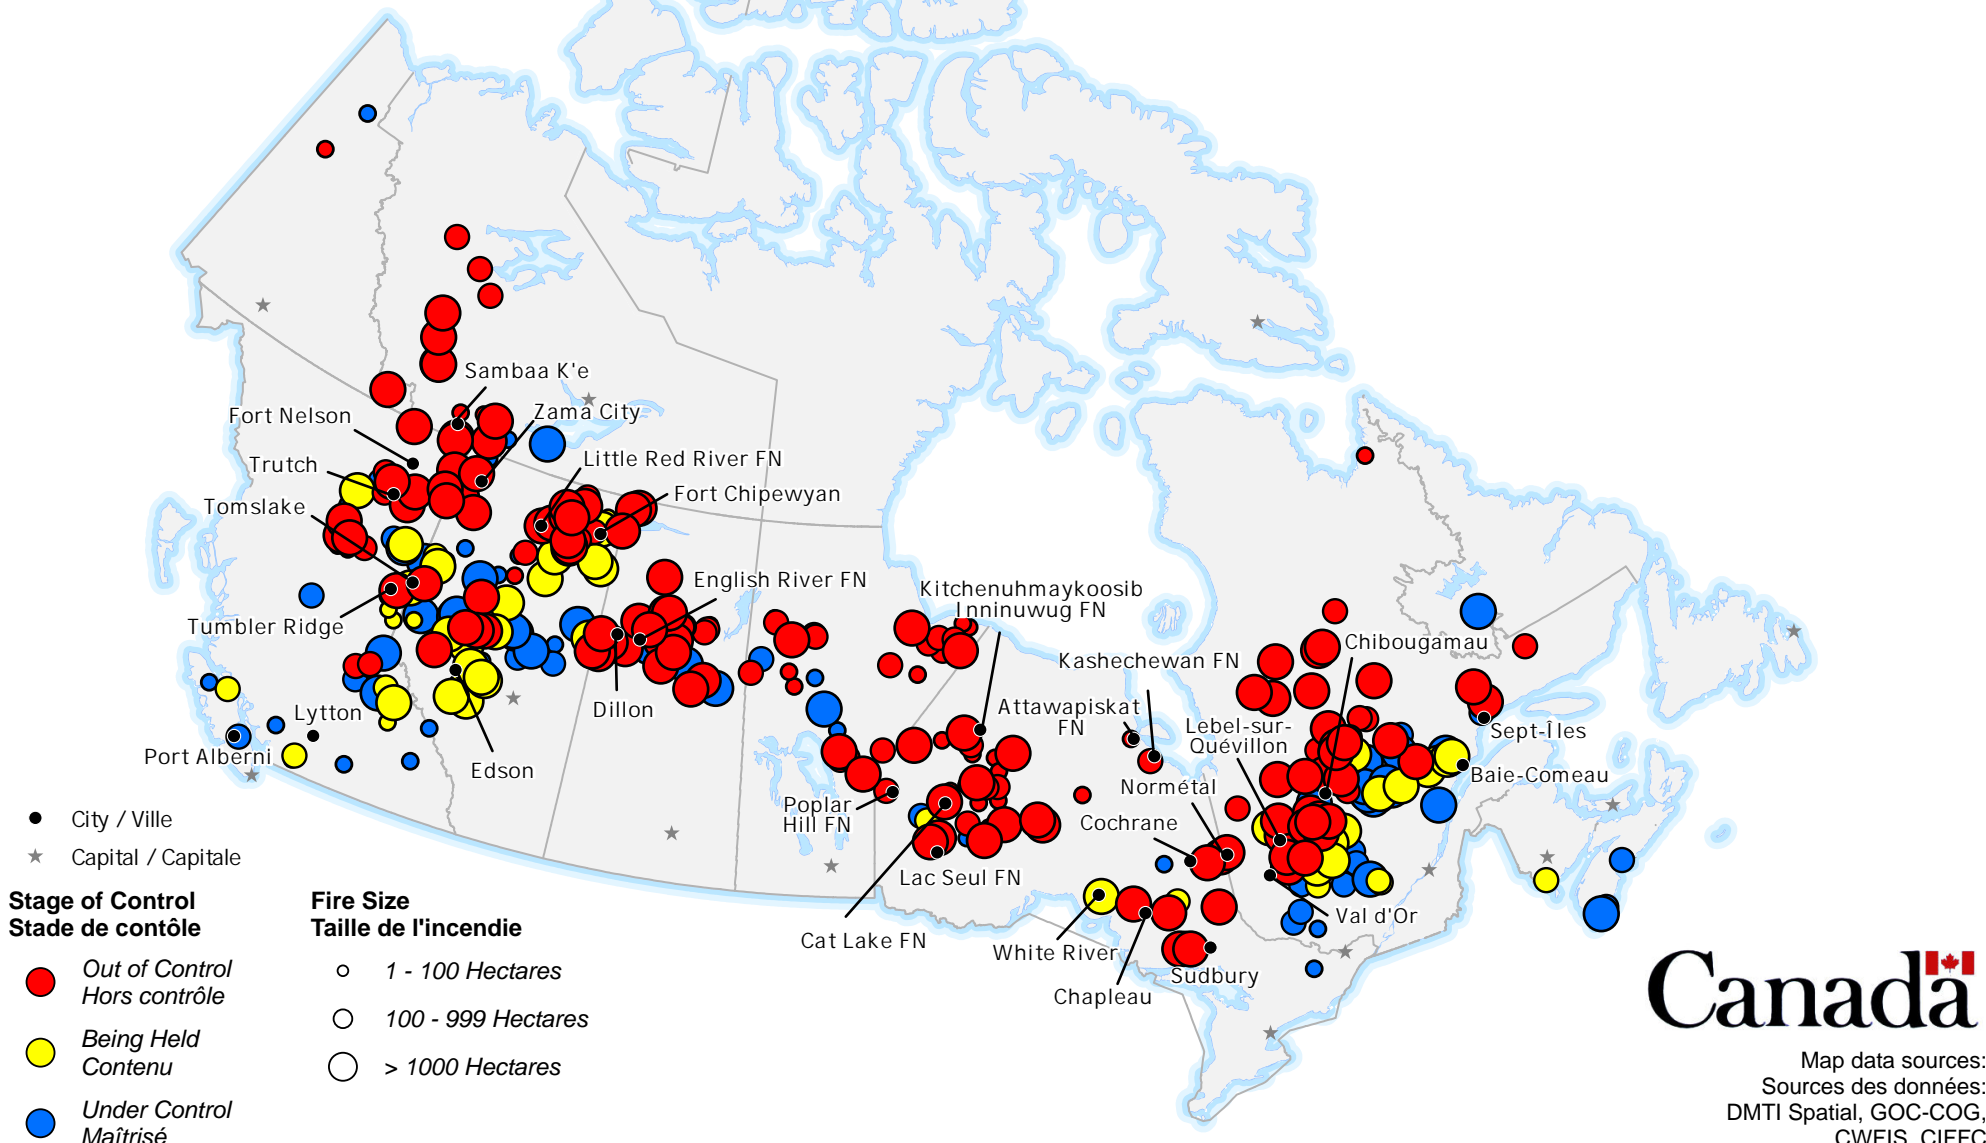 Sambaa K'e
Zama City
Fort Nelson
Little Red River FN
Trutch
Fort Chipewyan
Tomslake
English River FN
Kitchenuhmaykoosib
Inninuwug FN
Tumbler Ridge
Chibougamau
Kashechewan FN
Dillon
Attawapiskat
FN
Lytton
Lebel-sur-
Quévillon
Sept-Îles
Port Alberni
Edson
Baie-Comeau
Normétal
Poplar
Hill FN
Cochrane
Lac Seul FN
Val d'Or
Cat Lake FN
White River
Sudbury
Chapleau
City / Ville
Capital / Capitale
Stage of Control
Stade de contôle
Out of Control
Hors contrôle
Being Held
Contenu
Under Control
Maîtrisé
Fire Size
Taille de l'incendie
1 - 100 Hectares
100 - 999 Hectares
> 1000 Hectares
Canada
Map data sources:
Sources des données:
DMTI Spatial, GOC-COG,
CWFIS, CIFFC